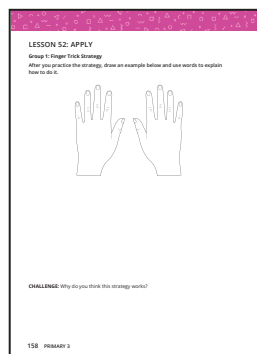 LESSON 52: APPLY
Group 1: Finger Trick Strategy
After you practice the strategy, draw an example below and use words to explain
how to do it.
CHALLENGE: Why do you think this strategy works?
158 PRIMARY 3